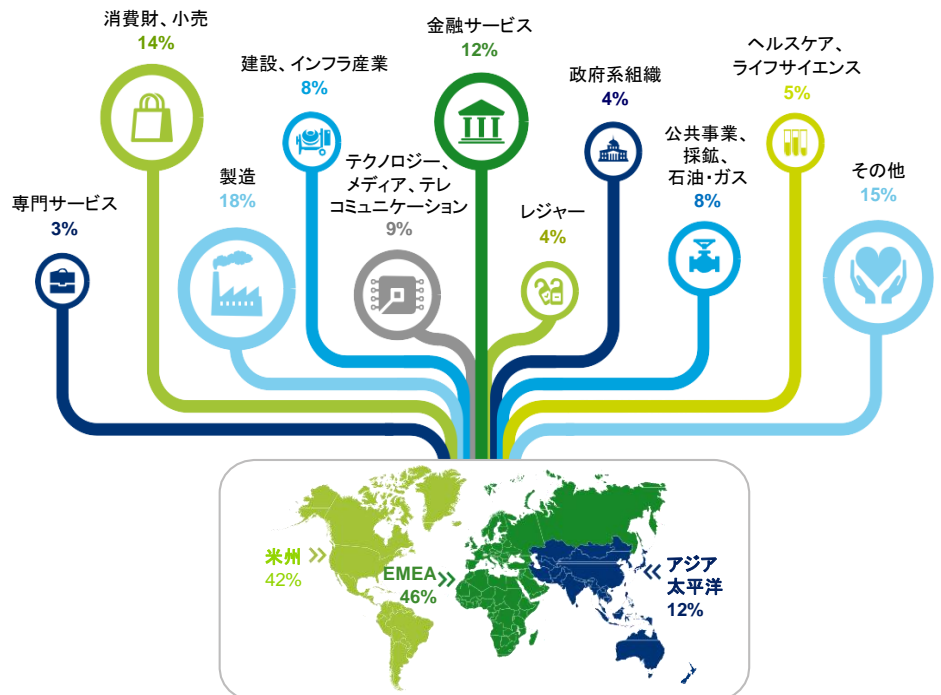 消費財、小売
14%
建設、インフラ産業
8%
金融サービス
12%
政府系組織
4%
ヘルスケア、
ライフサイエンス
5%
専門サービス
3%
製造
18%
テクノロジー、
メディア、テレ
コミュニケーション
9%
レジャー
4%
公共事業、
採鉱、
石油・ガス
8%
その他
15%
米州
42%
EMEA
46%
アジア
太平洋
12%